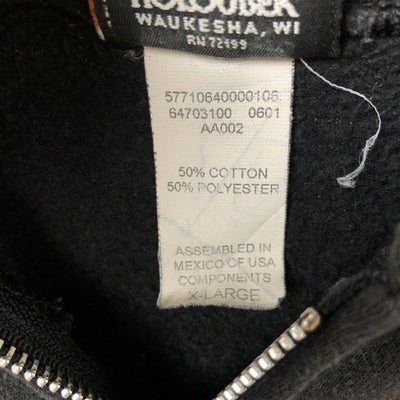 HOLOUBEK
WAUKESHA, WI
RN 72199
57710640000106
64703100 0601
AA002
50% COTTON
50% POLYESTER
ASSEMBLED IN
MEXICO OF USA
COMPONENTS
X-LARGE